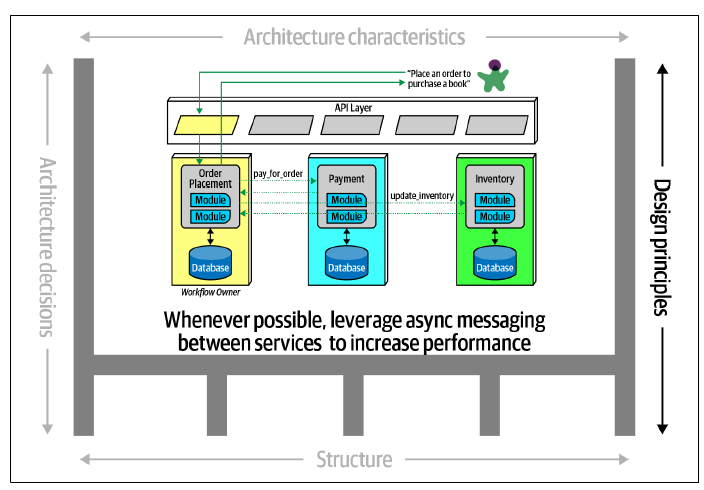 Architecture characteristics
"Place an order to
purchase a book"
API Layer
Architecture decisions
Order
Placement
Module
Module
Database
Workflow Owner
pay_for_order
Payment
Module
Module
Database
update_inventory
Inventory
Module
Module
Database
Design principles
Whenever possible, leverage async messaging
between services to increase performance
Structure